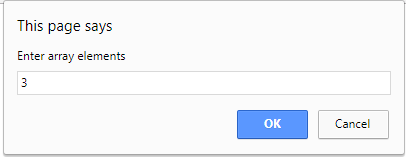 This page says
Enter array elements
3
OK Cancel